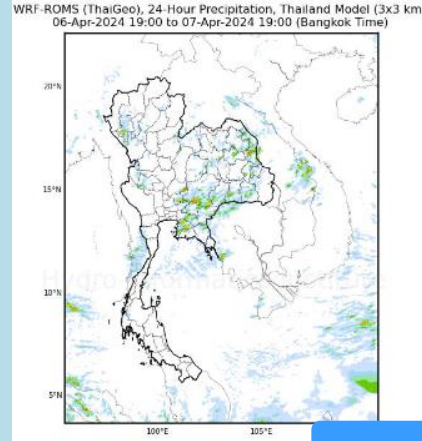 WRF-ROMS (ThaiGeo), 24-Hour Precipitation, Thailand Model (3x3 km
06-Apr-2024 19:00 to 07-Apr-2024 19:00 (Bangkok Time)
20°N
15°N
10°N
5°N
100°E
105°E